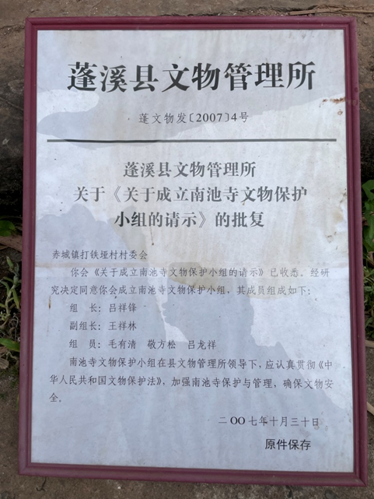 蓬溪县文物管理所
蓬文物发〔2007〕4号
蓬溪县文物管理所
关于《关于成立南池寺文物保护
小组的请示》的批复
赤城镇打铁垭村村委会
你会《关于成立南池寺文物保护小组的请示》已收悉。经研
究决定同意你会成立南池寺文物保护小组，其成员组成如下：
组　长：吕祥锋
副组长：王祥林
组　员：毛有清　敬方松　吕龙祥
南池寺文物保护小组在县文物管理所领导下，应认真贯彻《中
华人民共和国文物保护法》，加强南池寺保护与管理，确保文物安
全。
二〇〇七年十月三十日
原件保存